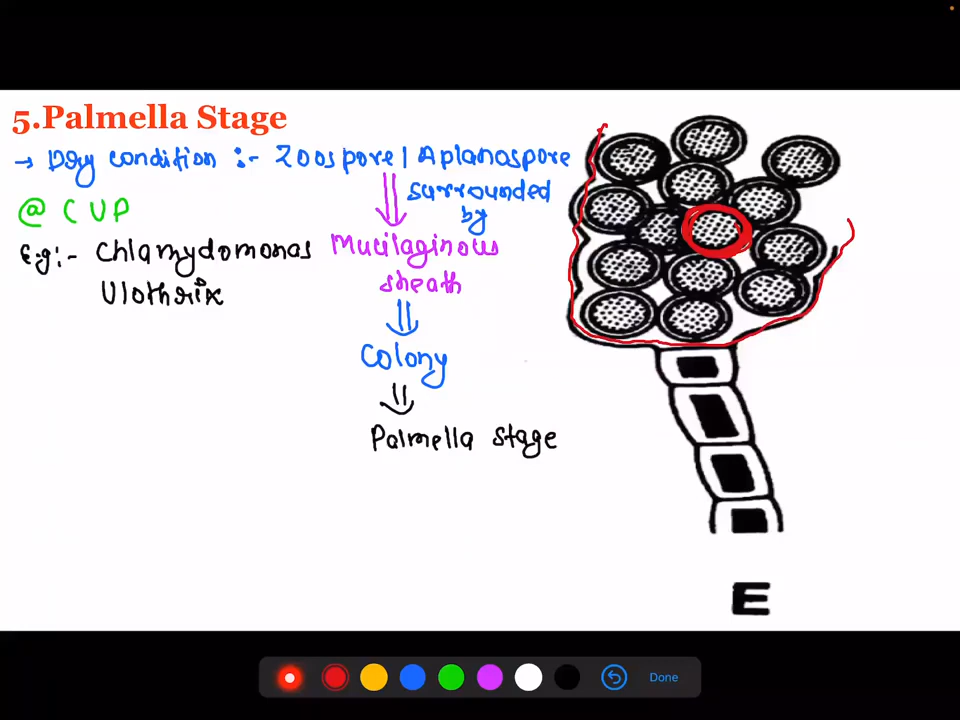 5.Palmella Stage
→ Dry condition :- Zoospore | Aplanospore
surrounded
by
@ CUP
Mucilaginous
sheath
E.g:- Chlamydomonas
Ulothrix
Colony
Palmella stage
E
Done